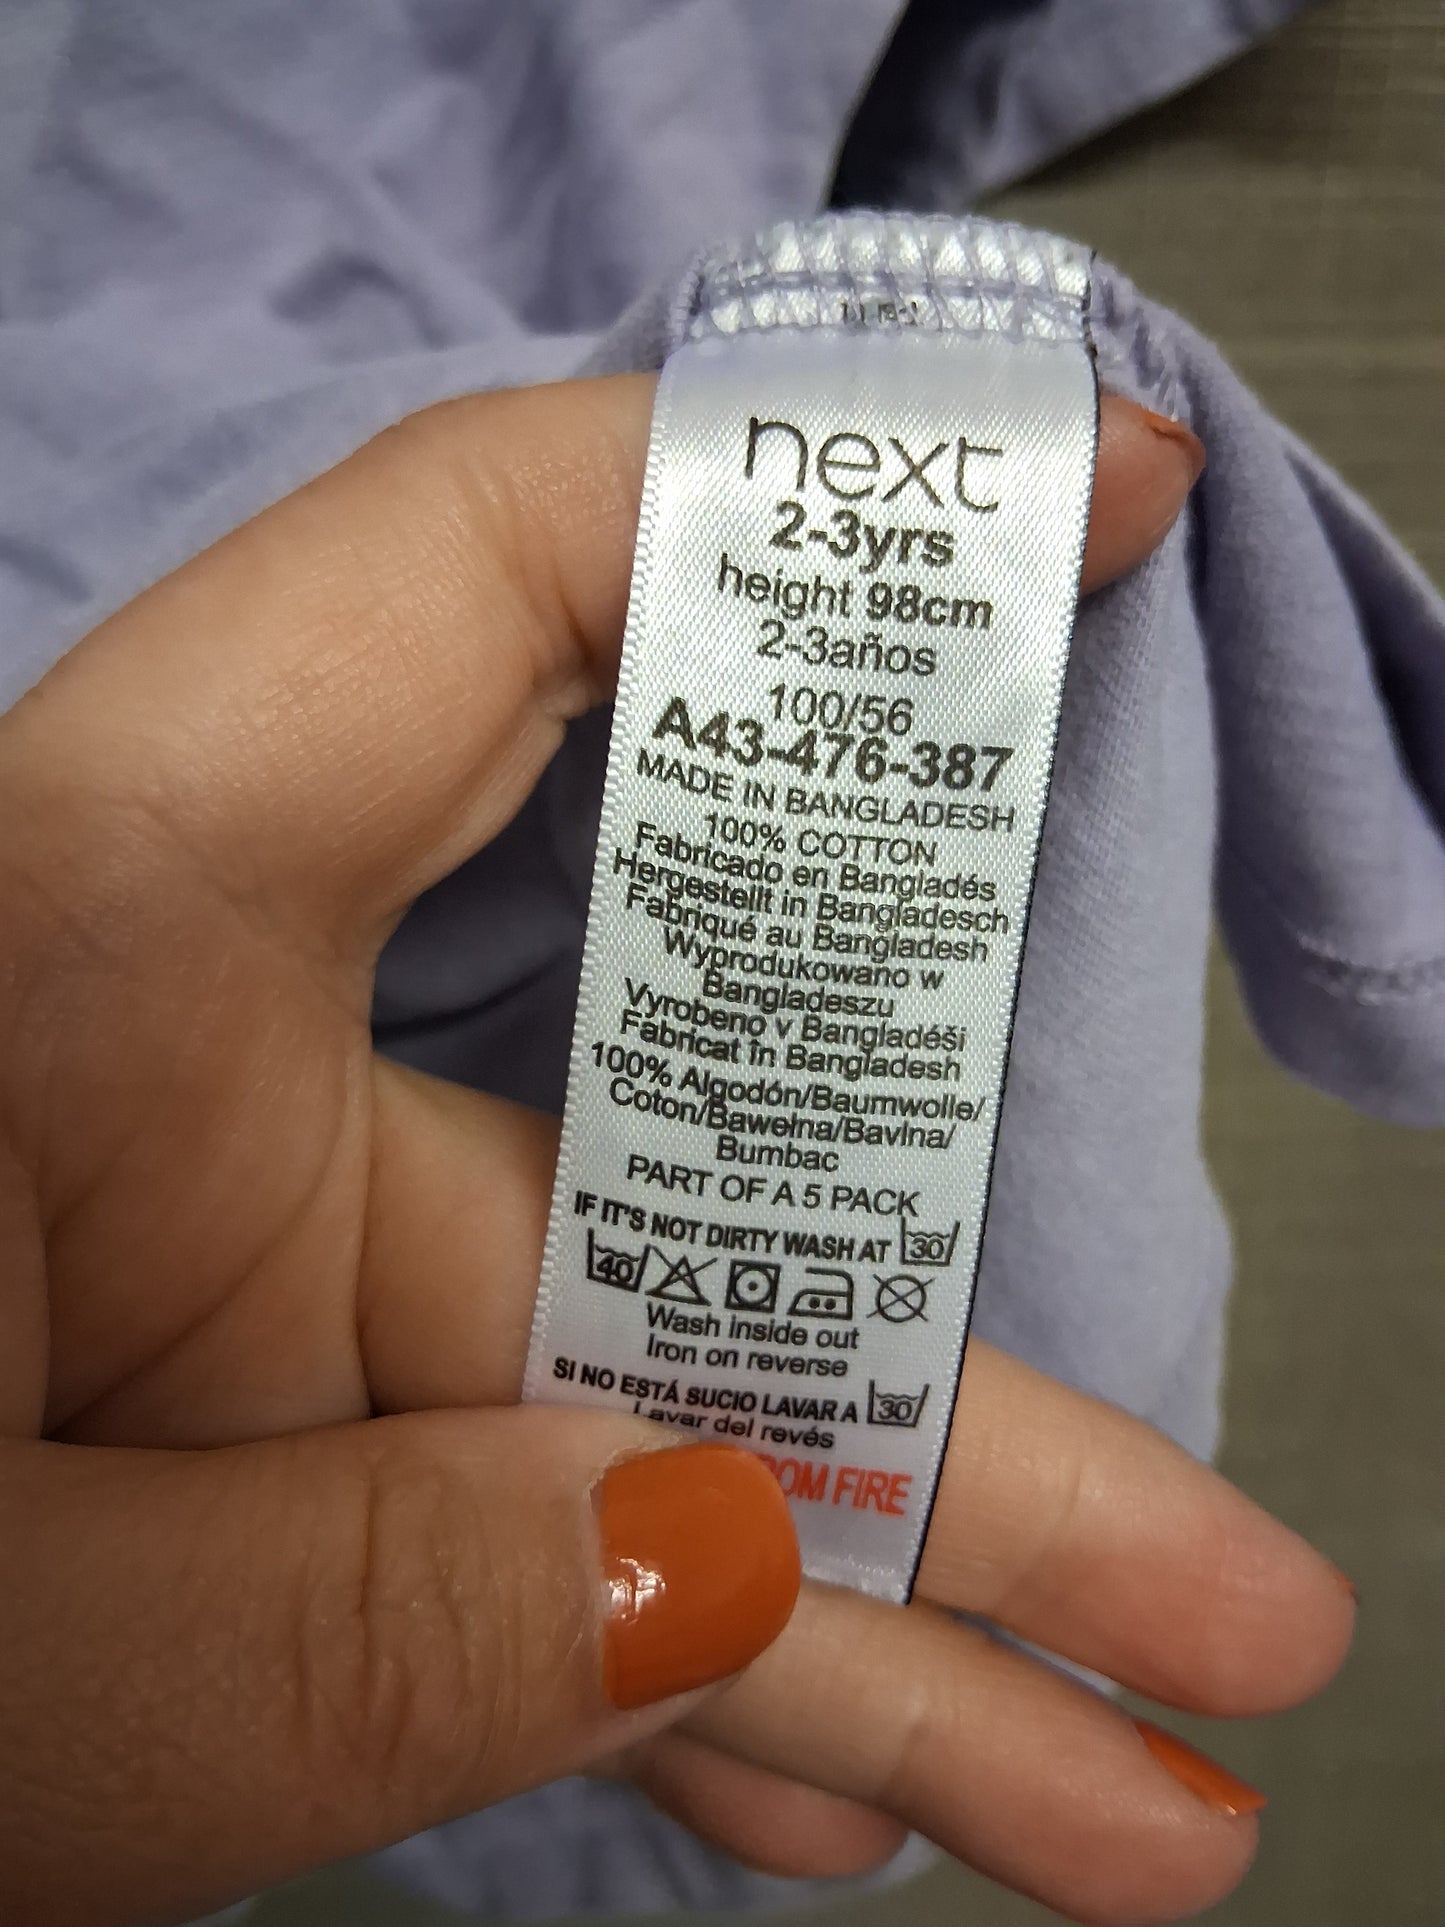 next
2-3yrs
height 98cm
2-3años
100/56
A43-476-387
MADE IN BANGLADESH
100% COTTON
Fabricado en Bangladés
Hergestellt in Bangladesch
Fabriqué au Bangladesh
Wyprodukowano w
Bangladeszu
Vyrobeno v Bangladéši
Fabricat în Bangladesh
100% Algodón/Baumwolle/
Coton/Bawełna/Bavlna/
Bumbac
PART OF A 5 PACK
IF IT'S NOT DIRTY WASH AT 30
40
Wash inside out
Iron on reverse
SI NO ESTÁ SUCIO LAVAR A 30
Lavar del revés
FIRE